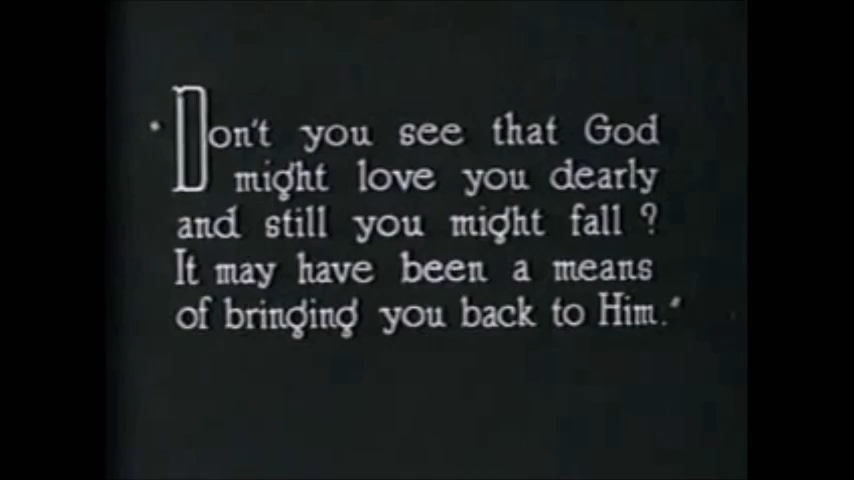 "Don't you see that God
might love you dearly
and still you might fall ?
It may have been a means
of bringing you back to Him."